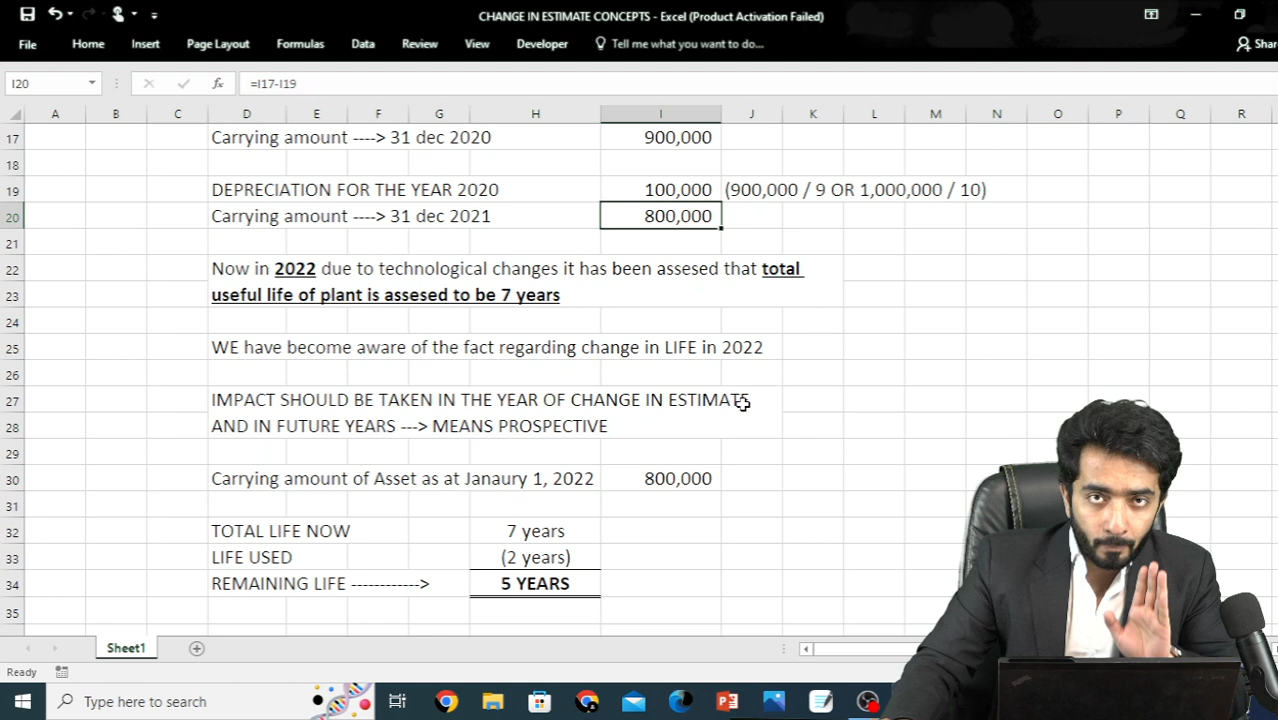 CHANGE IN ESTIMATE CONCEPTS - Excel (Product Activation Failed)
File Home Insert Page Layout Formulas Data Review View Developer Tell me what you want to do... Shar
I20 fx =I17-I19
A B C D E F G H I J K L M N O P Q R
17 Carrying amount ----> 31 dec 2020 900,000
18
19 DEPRECIATION FOR THE YEAR 2020 100,000 (900,000 / 9 OR 1,000,000 / 10)
20 Carrying amount ----> 31 dec 2021 800,000
21
22 Now in 2022 due to technological changes it has been assesed that total
23 useful life of plant is assesed to be 7 years
24
25 WE have become aware of the fact regarding change in LIFE in 2022
26
27 IMPACT SHOULD BE TAKEN IN THE YEAR OF CHANGE IN ESTIMATE
28 AND IN FUTURE YEARS ---> MEANS PROSPECTIVE
29
30 Carrying amount of Asset as at Janaury 1, 2022 800,000
31
32 TOTAL LIFE NOW 7 years
33 LIFE USED (2 years)
34 REMAINING LIFE ------------> 5 YEARS
35
Sheet1
Ready
Type here to search